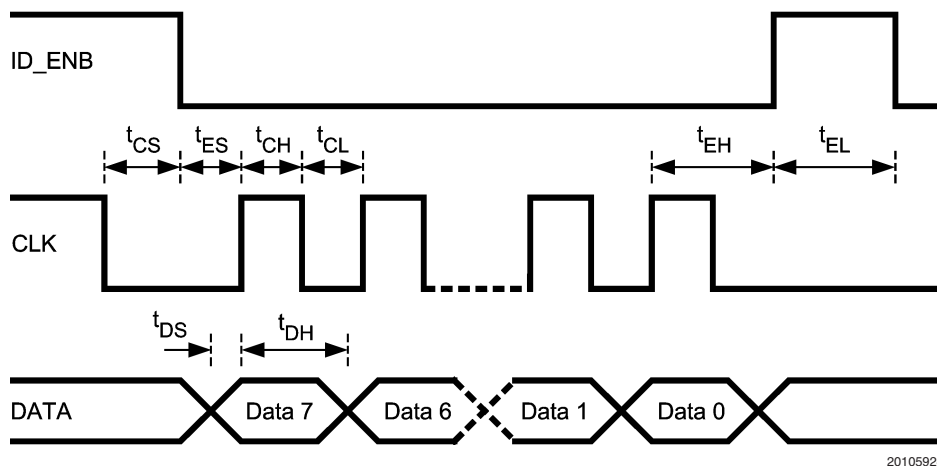 ID_ENB
tCS tES tCH tCL tEH tEL
CLK
tDS tDH
DATA Data 7 Data 6 Data 1 Data 0
2010592